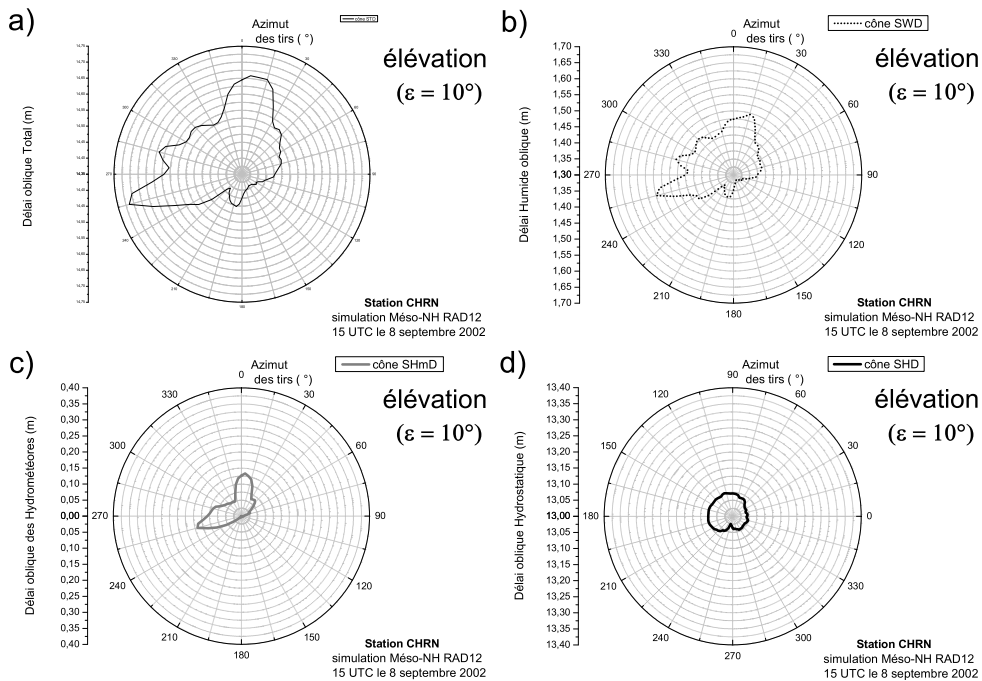 a)
Azimut
des tirs ( °)
cône STD
élévation
(ε = 10°)
Délai oblique Total (m)
Station CHRN
simulation Méso-NH RAD12
15 UTC le 8 septembre 2002
b)
Azimut
des tirs ( °)
cône SWD
élévation
(ε = 10°)
Délai Humide oblique (m)
1,70
1,65
1,60
1,55
1,50
1,45
1,40
1,35
1,30
1,35
1,40
1,45
1,50
1,55
1,60
1,65
1,70
0
30
60
90
120
150
180
210
240
270
300
330
Station CHRN
simulation Méso-NH RAD12
15 UTC le 8 septembre 2002
c)
Azimut
des tirs ( °)
cône SHmD
élévation
(ε = 10°)
Délai oblique des Hydrométéores (m)
0,40
0,35
0,30
0,25
0,20
0,15
0,10
0,05
0,00
0,05
0,10
0,15
0,20
0,25
0,30
0,35
0,40
0
30
60
90
120
150
180
210
240
270
300
330
Station CHRN
simulation Méso-NH RAD12
15 UTC le 8 septembre 2002
d)
Azimut
des tirs ( °)
cône SHD
élévation
(ε = 10°)
Délai oblique Hydrostatique (m)
13,40
13,35
13,30
13,25
13,20
13,15
13,10
13,05
13,00
13,05
13,10
13,15
13,20
13,25
13,30
13,35
13,40
90
60
30
0
330
300
270
240
210
180
150
120
Station CHRN
simulation Méso-NH RAD12
15 UTC le 8 septembre 2002